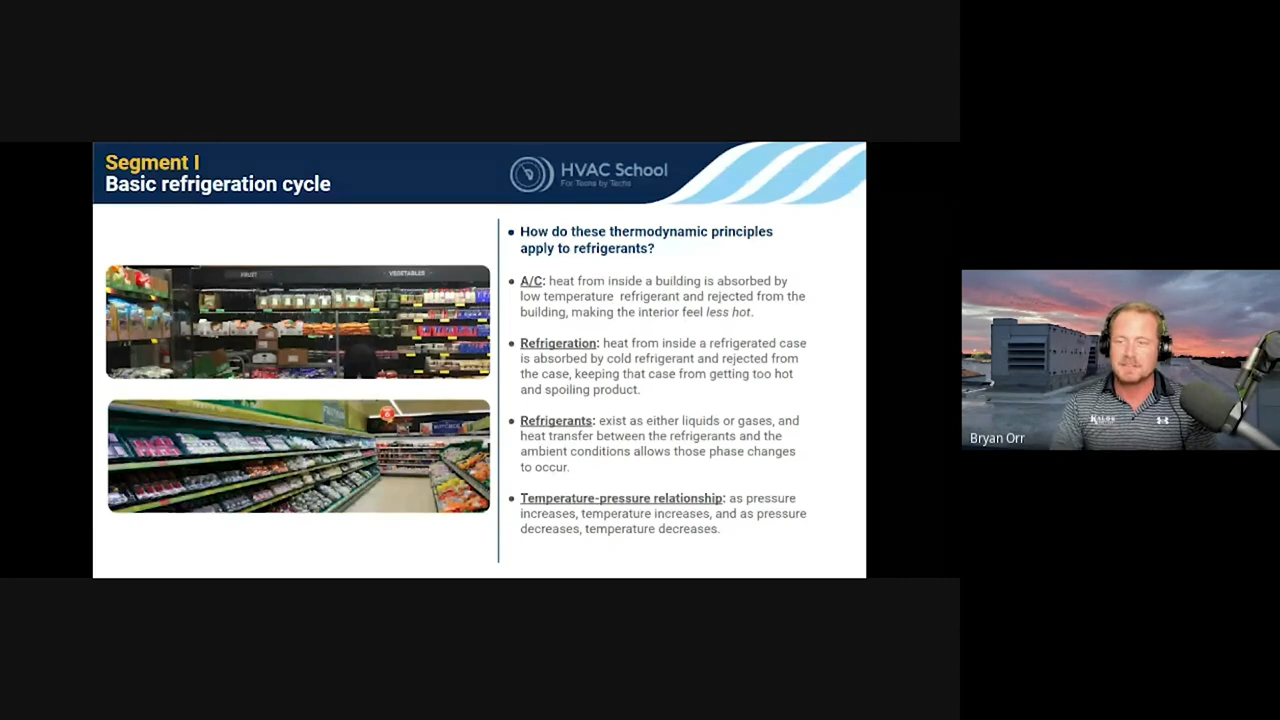 Segment I
Basic refrigeration cycle
HVAC School
For Techs by Techs
FRUIT
VEGETABLES
• How do these thermodynamic principles
apply to refrigerants?
• A/C: heat from inside a building is absorbed by
low temperature refrigerant and rejected from the
building, making the interior feel less hot.
• Refrigeration: heat from inside a refrigerated case
is absorbed by cold refrigerant and rejected from
the case, keeping that case from getting too hot
and spoiling product.
• Refrigerants: exist as either liquids or gases, and
heat transfer between the refrigerants and the
ambient conditions allows those phase changes
to occur.
• Temperature-pressure relationship: as pressure
increases, temperature increases, and as pressure
decreases, temperature decreases.
KALOS
Bryan Orr